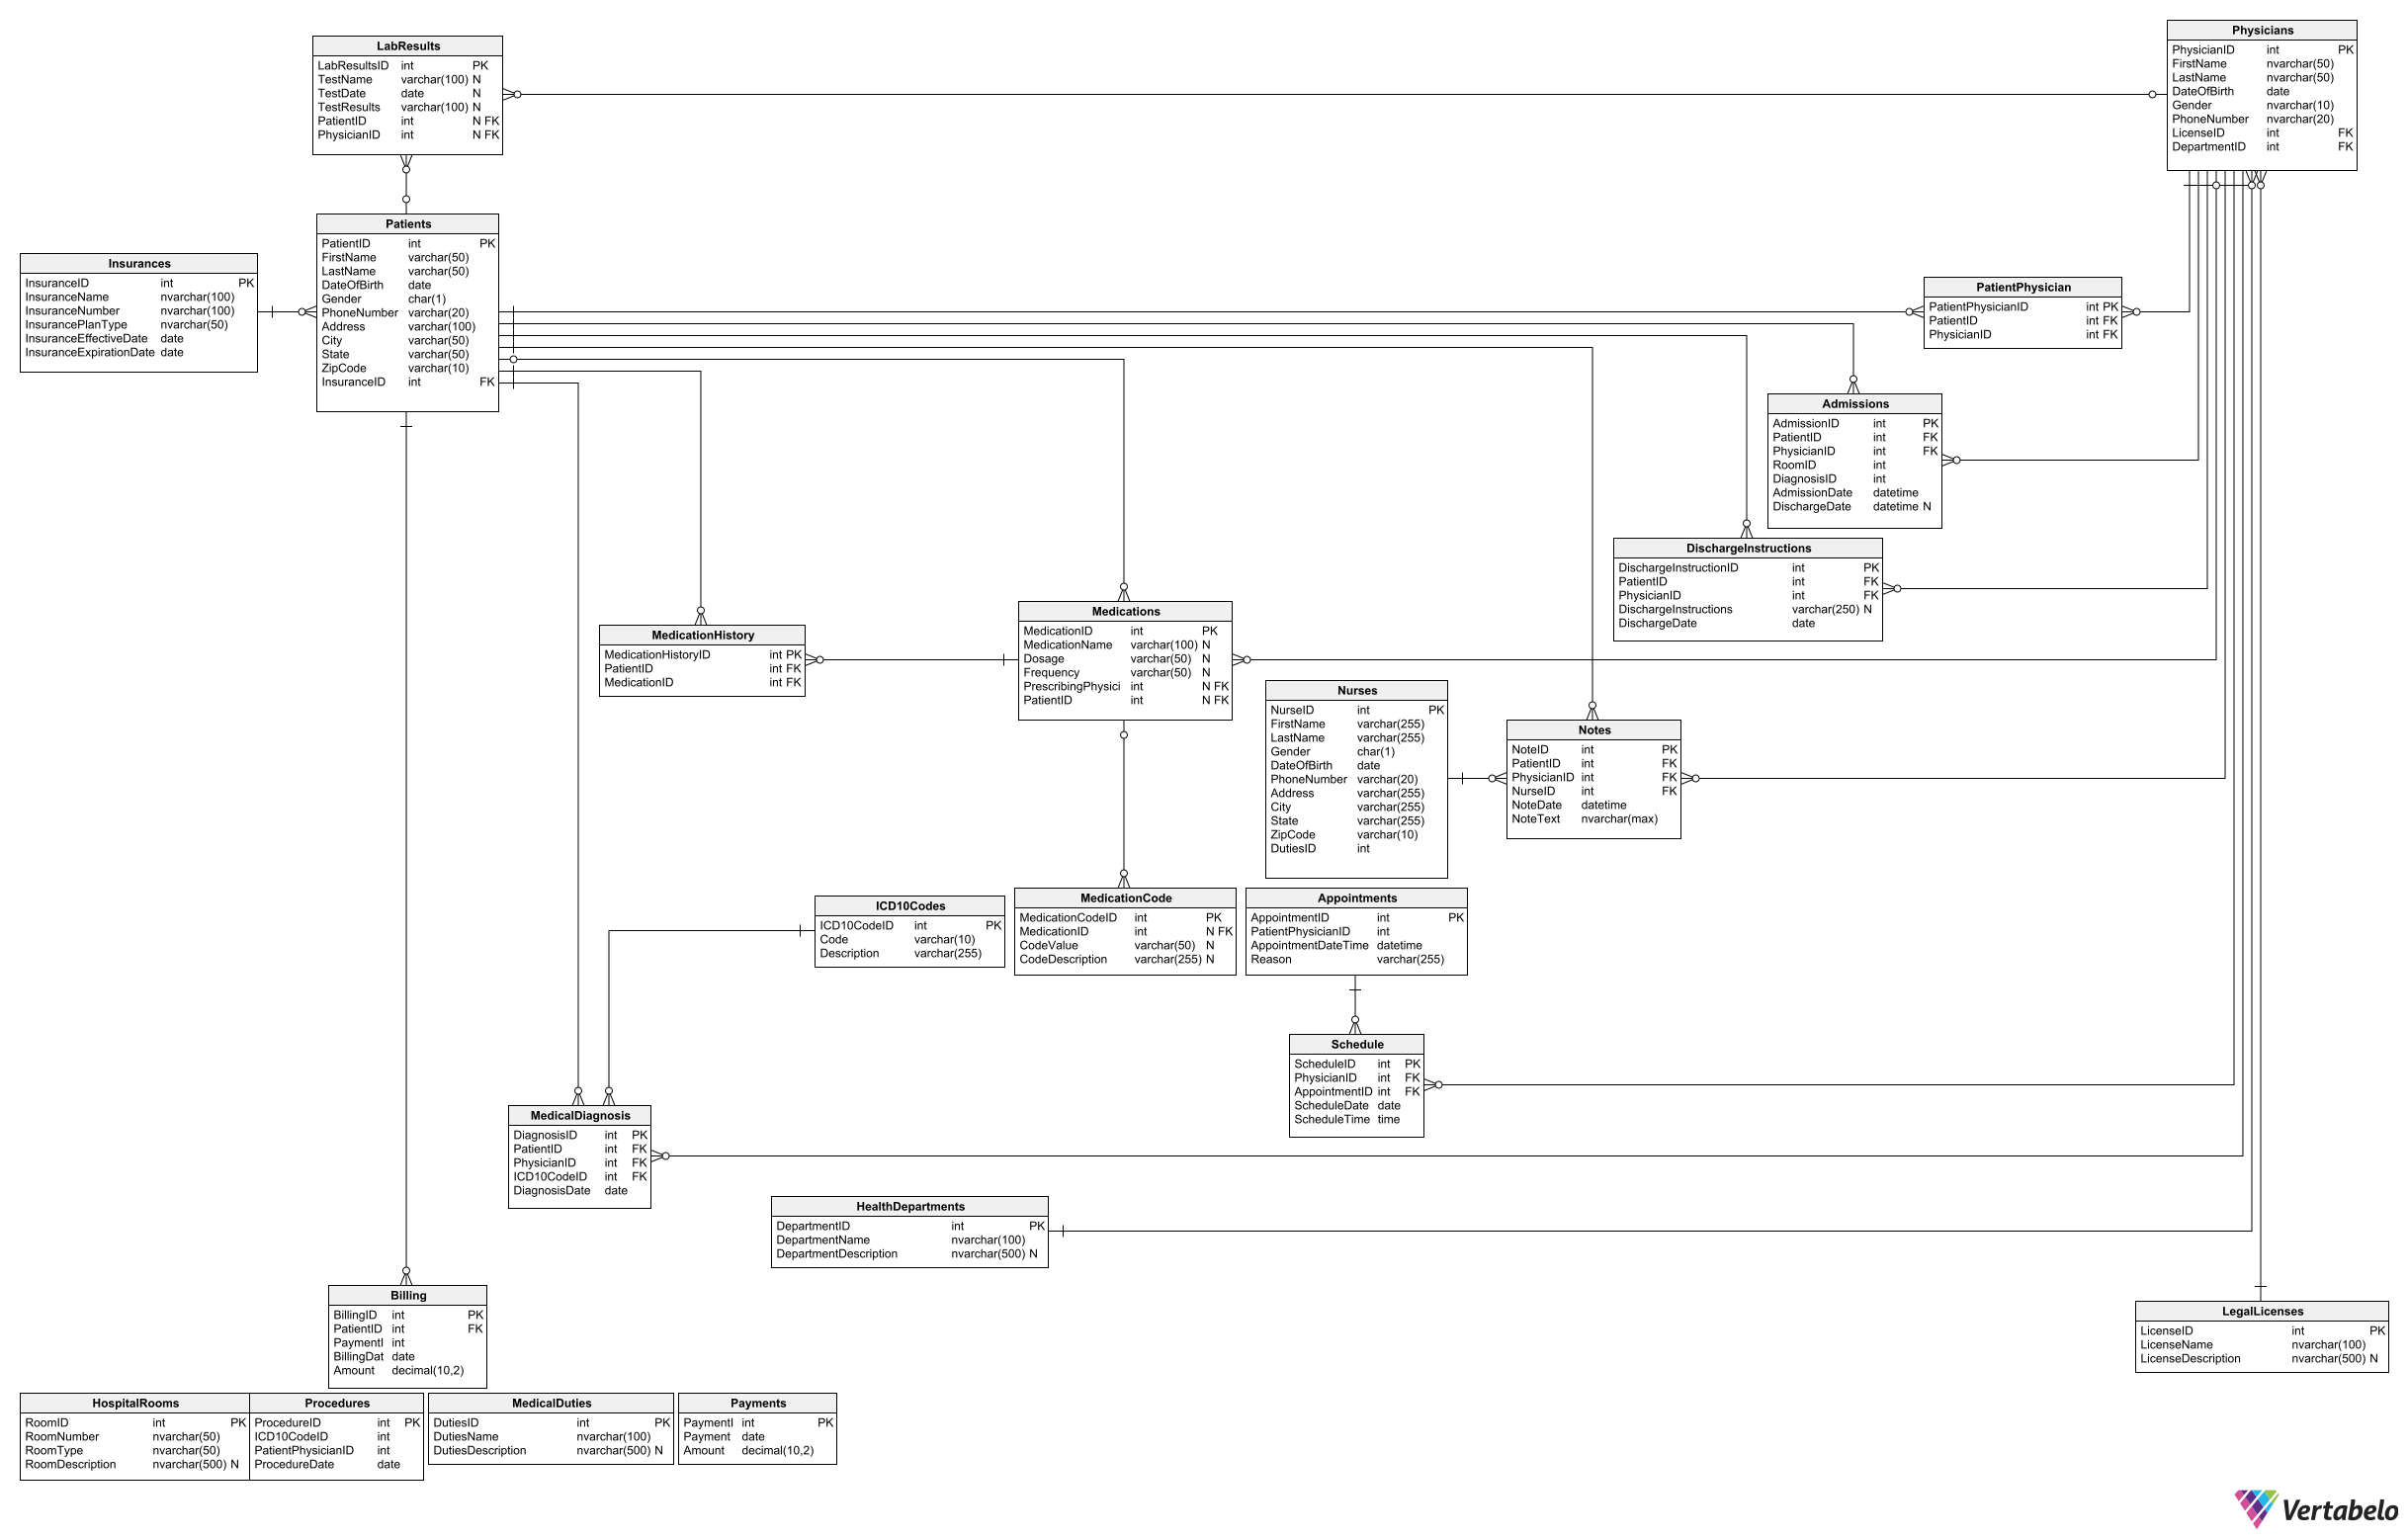 LabResults
LabResultsID int PK
TestName varchar(100) N
TestDate date N
TestResults varchar(100) N
PatientID int N FK
PhysicianID int N FK
Physicians
PhysicianID int PK
FirstName nvarchar(50)
LastName nvarchar(50)
DateOfBirth date
Gender nvarchar(10)
PhoneNumber nvarchar(20)
LicenseID int FK
DepartmentID int FK
Patients
PatientID int PK
FirstName varchar(50)
LastName varchar(50)
DateOfBirth date
Gender char(1)
PhoneNumber varchar(20)
Address varchar(100)
City varchar(50)
State varchar(50)
ZipCode varchar(10)
InsuranceID int FK
Insurances
InsuranceID int PK
InsuranceName nvarchar(100)
InsuranceNumber nvarchar(100)
InsurancePlanType nvarchar(50)
InsuranceEffectiveDate date
InsuranceExpirationDate date
PatientPhysician
PatientPhysicianID int PK
PatientID int FK
PhysicianID int FK
Admissions
AdmissionID int PK
PatientID int FK
PhysicianID int FK
RoomID int
DiagnosisID int
AdmissionDate datetime
DischargeDate datetime N
DischargeInstructions
DischargeInstructionID int PK
PatientID int FK
PhysicianID int FK
DischargeInstructions varchar(250) N
DischargeDate date
MedicationHistory
MedicationHistoryID int PK
PatientID int FK
MedicationID int FK
Medications
MedicationID int PK
MedicationName varchar(100) N
Dosage varchar(50) N
Frequency varchar(50) N
PrescribingPhysici int N FK
PatientID int N FK
Nurses
NurseID int PK
FirstName varchar(255)
LastName varchar(255)
Gender char(1)
DateOfBirth date
PhoneNumber varchar(20)
Address varchar(255)
City varchar(255)
State varchar(255)
ZipCode varchar(10)
DutiesID int
Notes
NoteID int PK
PatientID int FK
PhysicianID int FK
NurseID int FK
NoteDate datetime
NoteText nvarchar(max)
ICD10Codes
ICD10CodeID int PK
Code varchar(10)
Description varchar(255)
MedicationCode
MedicationCodeID int PK
MedicationID int N FK
CodeValue varchar(50) N
CodeDescription varchar(255) N
Appointments
AppointmentID int PK
PatientPhysicianID int
AppointmentDateTime datetime
Reason varchar(255)
Schedule
ScheduleID int PK
PhysicianID int FK
AppointmentID int FK
ScheduleDate date
ScheduleTime time
MedicalDiagnosis
DiagnosisID int PK
PatientID int FK
PhysicianID int FK
ICD10CodeID int FK
DiagnosisDate date
HealthDepartments
DepartmentID int PK
DepartmentName nvarchar(100)
DepartmentDescription nvarchar(500) N
Billing
BillingID int PK
PatientID int FK
PaymentI int
BillingDat date
Amount decimal(10,2)
LegalLicenses
LicenseID int PK
LicenseName nvarchar(100)
LicenseDescription nvarchar(500) N
HospitalRooms
RoomID int PK
RoomNumber nvarchar(50)
RoomType nvarchar(50)
RoomDescription nvarchar(500) N
Procedures
ProcedureID int PK
ICD10CodeID int
PatientPhysicianID int
ProcedureDate date
MedicalDuties
DutiesID int PK
DutiesName nvarchar(100)
DutiesDescription nvarchar(500) N
Payments
PaymentI int PK
Payment date
Amount decimal(10,2)
Vertabelo